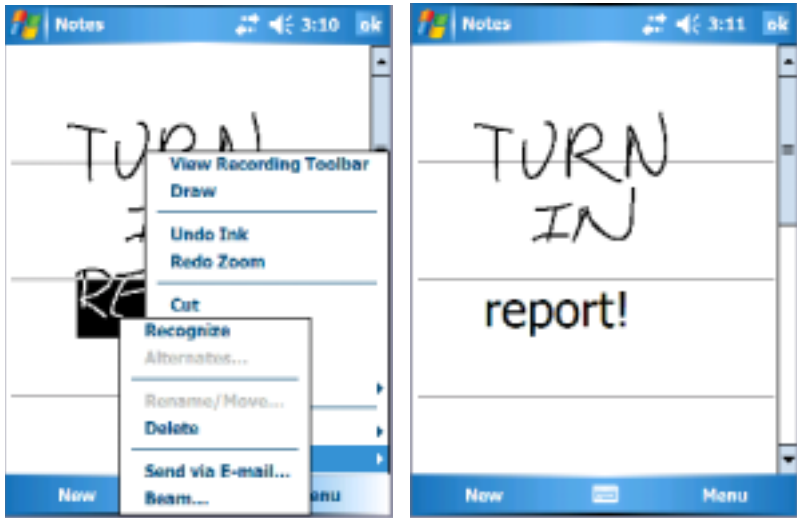 Notes 3:10 ok
TURN
View Recording Toolbar
Draw
Undo Ink
Redo Zoom
Cut
Recognize
Alternates...
Rename/Move...
Delete
Send via E-mail...
Beam...
New
Notes 3:11 ok
TURN
IN
report!
New Menu